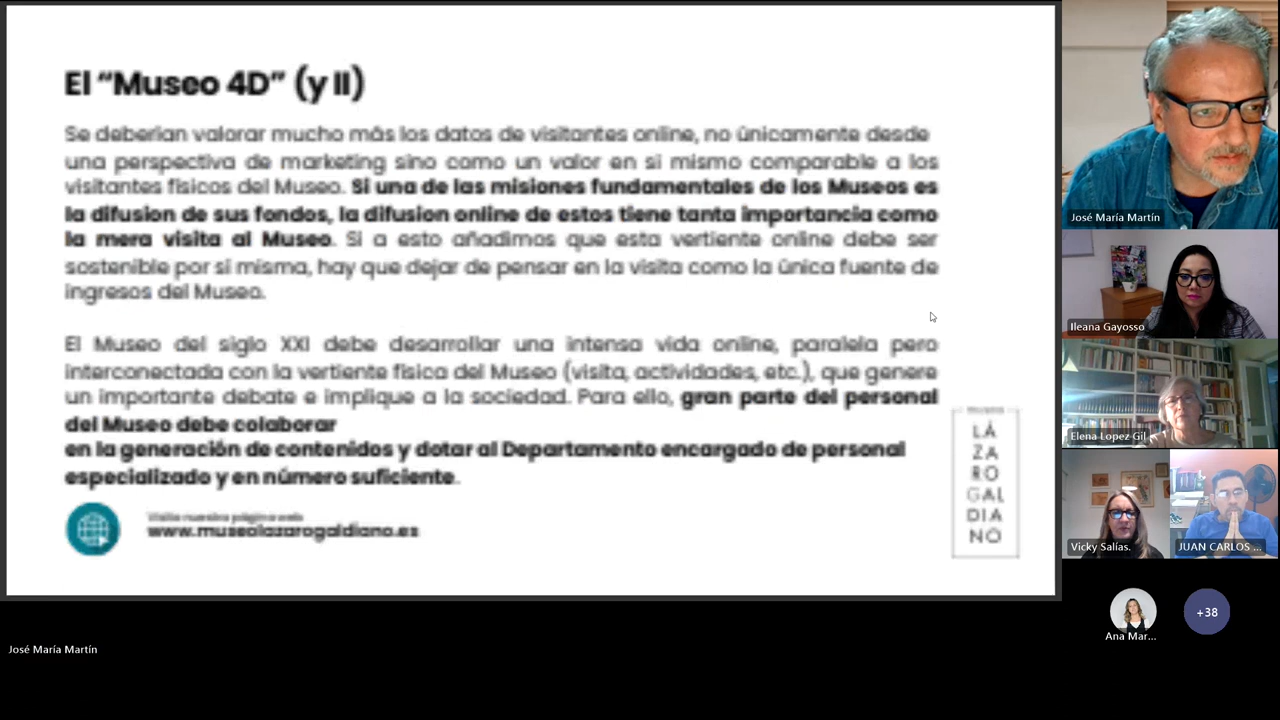 El “Museo 4D” (y II)
Se deberían valorar mucho más los datos de visitantes online, no únicamente desde
una perspectiva de marketing sino como un valor en si mismo comparable a los
visitantes físicos del Museo. Si una de las misiones fundamentales de los Museos es
la difusion de sus fondos, la difusion online de estos tiene tanta importancia como
la mera visita al Museo. Si a esto añadimos que esta vertiente online debe ser
sostenible por sí misma, hay que dejar de pensar en la visita como la única fuente de
ingresos del Museo.
El Museo del siglo XXI debe desarrollar una intensa vida online, paralela pero
interconectada con la vertiente física del Museo (visita, actividades, etc.), que genere
un importante debate e implique a la sociedad. Para ello, gran parte del personal
del Museo debe colaborar
en la generación de contenidos y dotar al Departamento encargado de personal
especializado y en número suficiente.
Visita nuestra página web
www.museolazarogaldiano.es
MUSEO
LÁ
ZA
RO
GAL
DIA
NO
José María Martín
Ileana Gayosso
Elena Lopez Gil
Vicky Salías.
JUAN CARLOS ...
Ana Mar...
+38
José María Martín